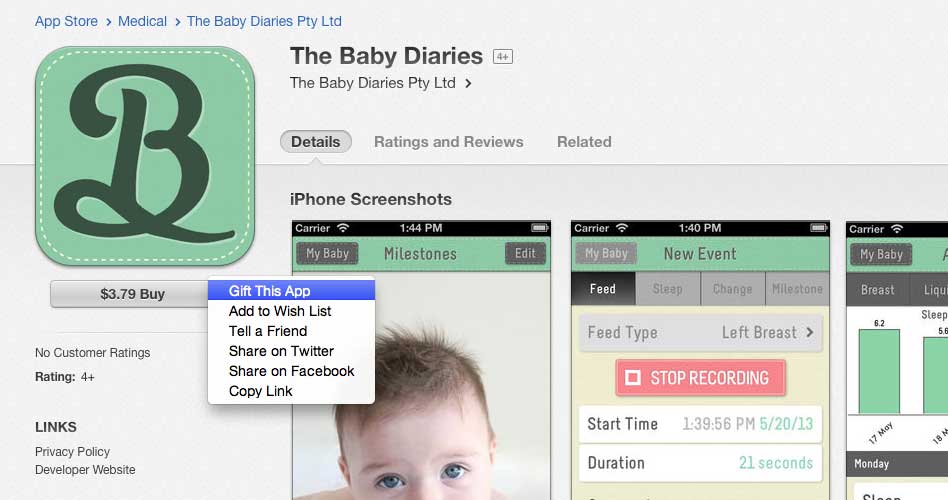 App Store > Medical > The Baby Diaries Pty Ltd
The Baby Diaries 4+
The Baby Diaries Pty Ltd >
Details Ratings and Reviews Related
B
$3.79 Buy
Gift This App
Add to Wish List
Tell a Friend
Share on Twitter
Share on Facebook
Copy Link
No Customer Ratings
Rating: 4+
LINKS
Privacy Policy
Developer Website
iPhone Screenshots
Carrier 1:44 PM
My Baby Milestones Edit
Carrier 1:40 PM
My Baby New Event
Feed Sleep Change Milestone
Feed Type Left Breast >
STOP RECORDING
Start Time 1:39:56 PM 5/20/13
Duration 21 seconds
Carrier
My Baby
Breast
Sleep
6.2
5.6
17 May
18
Monday
Sleep